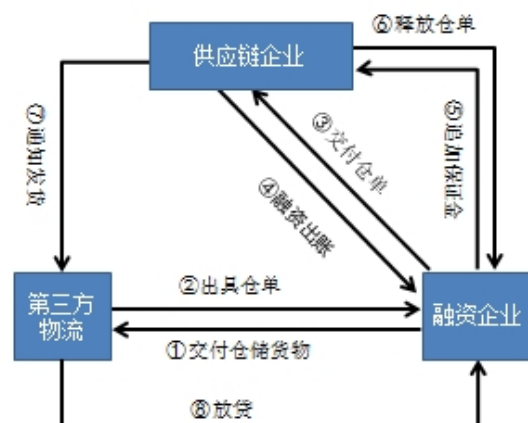 ⑥释放仓单
供应链企业
⑦通知发货
③交付仓单
④融资出账
⑤追加保证金
第三方
物流
②出具仓单
①交付仓储货物
融资企业
⑧放贷